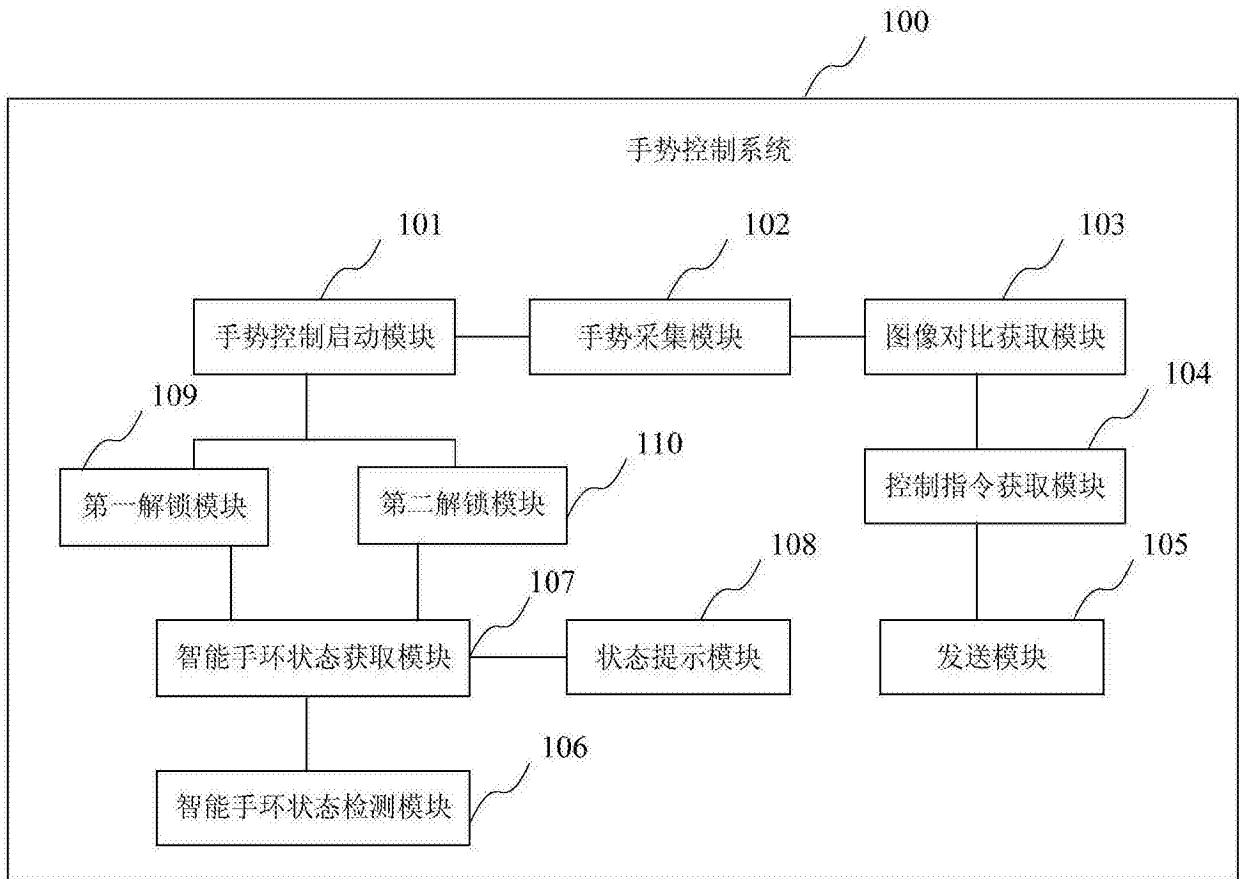 100
手势控制系统
101
102
103
手势控制启动模块
手势采集模块
图像对比获取模块
109
104
110
第一解锁模块
第二解锁模块
控制指令获取模块
108
105
107
智能手环状态获取模块
状态提示模块
发送模块
106
智能手环状态检测模块